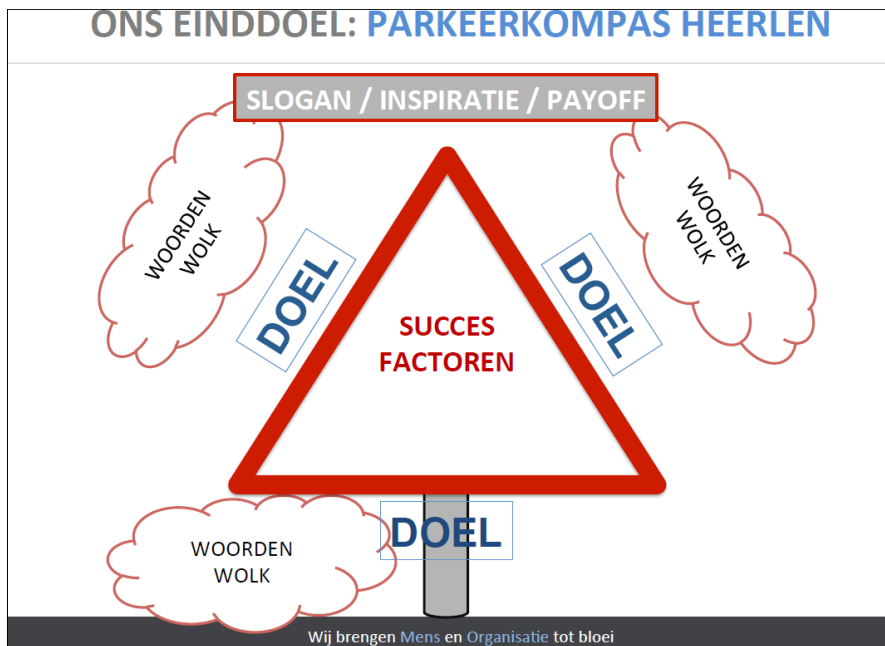 ONS EINDDOEL: PARKEERKOMPAS HEERLEN
SLOGAN / INSPIRATIE / PAYOFF
WOORDEN
WOLK
WOORDEN
WOLK
DOEL
DOEL
SUCCES
FACTOREN
DOEL
WOORDEN
WOLK
Wij brengen Mens en Organisatie tot bloei